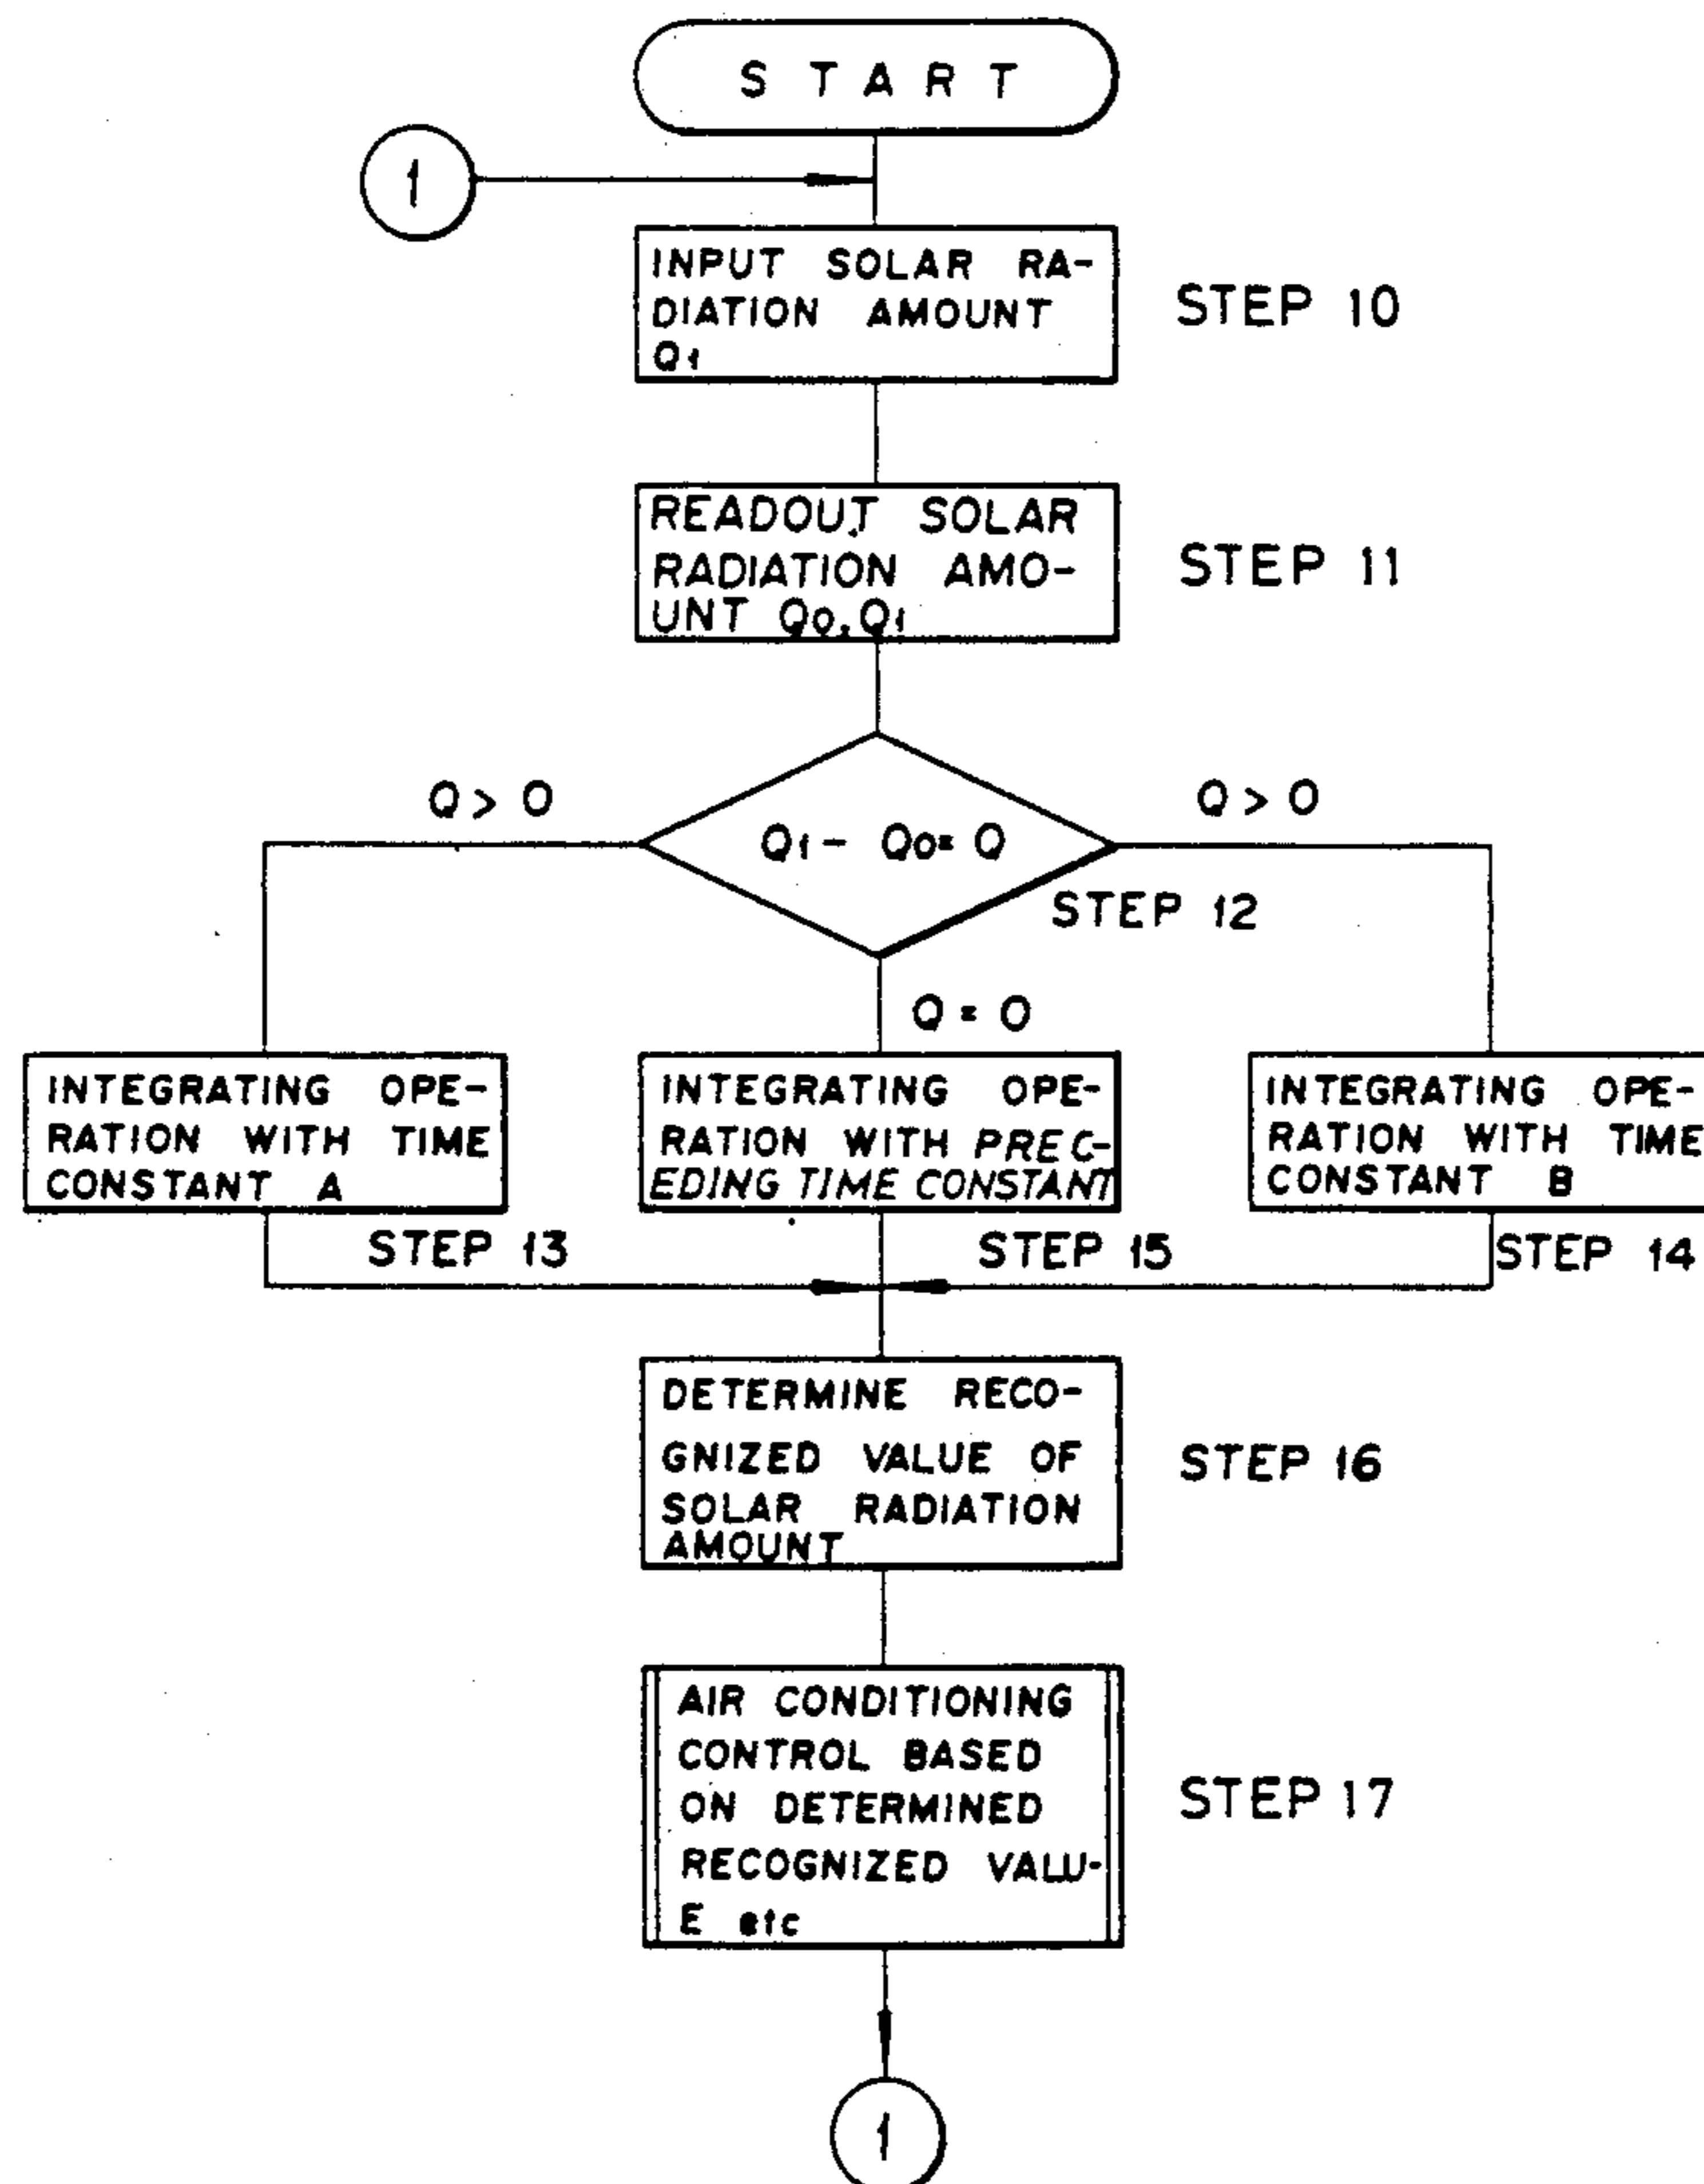 S T A R T
1
INPUT SOLAR RA-
DIATION AMOUNT
Q1
STEP 10
READOUT SOLAR
RADIATION AMO-
UNT Q0, Q1
STEP 11
Q > 0
Q1 - Q0 = Q
Q > 0
STEP 12
Q = 0
INTEGRATING OPE-
RATION WITH TIME
CONSTANT A
STEP 13
INTEGRATING OPE-
RATION WITH PREC-
EDING TIME CONSTANT
STEP 15
INTEGRATING OPE-
RATION WITH TIME
CONSTANT B
STEP 14
DETERMINE RECO-
GNIZED VALUE OF
SOLAR RADIATION
AMOUNT
STEP 16
AIR CONDITIONING
CONTROL BASED
ON DETERMINED
RECOGNIZED VALU-
E etc
STEP 17
1